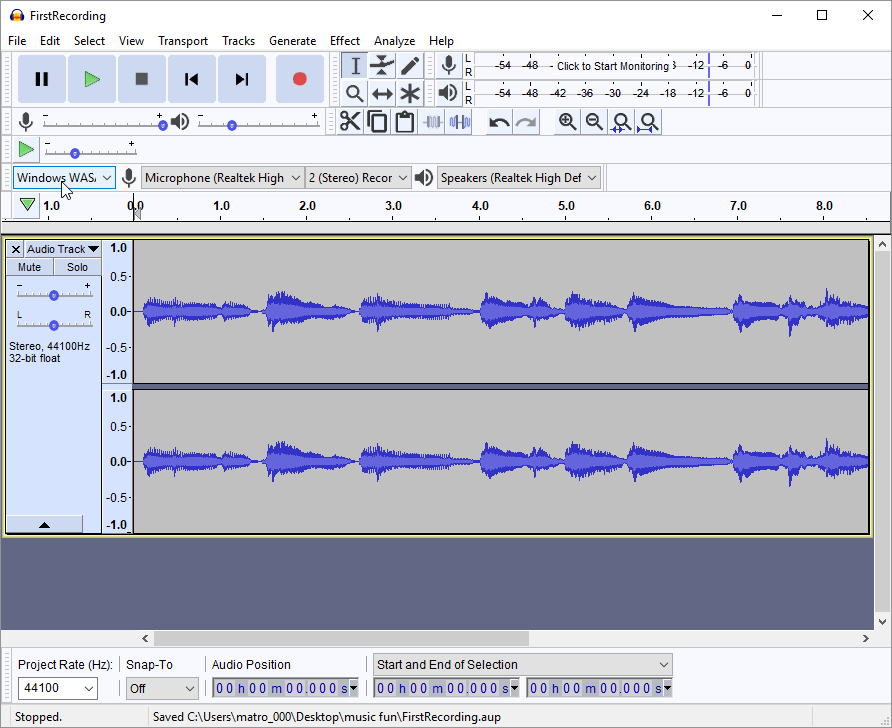 FirstRecording
File Edit Select View Transport Tracks Generate Effect Analyze Help
L
R
-54 -48 - Click to Start Monitoring -12 -6 0
L
R
-54 -48 -42 -36 -30 -24 -18 -12 -6 0
- +
- +
- +
Windows WAS Microphone (Realtek High 2 (Stereo) Recor Speakers (Realtek High Def
1.0 0.0 1.0 2.0 3.0 4.0 5.0 6.0 7.0 8.0
Audio Track
Mute Solo
- +
L R
Stereo, 44100Hz
32-bit float
1.0
0.5
0.0
-0.5
-1.0
1.0
0.5
0.0
-0.5
-1.0
Project Rate (Hz): Snap-To Audio Position Start and End of Selection
44100 Off 00 h 00 m 00.000 s 00 h 00 m 00.000 s 00 h 00 m 00.000 s
Stopped. Saved C:\Users\matro_000\Desktop\music fun\FirstRecording.aup